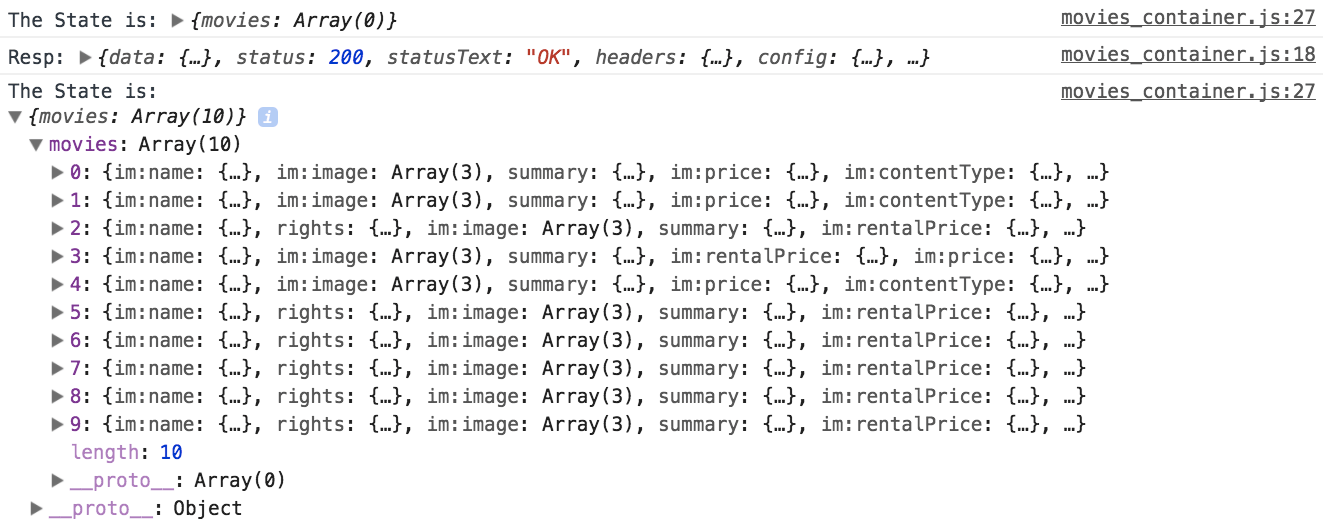 The State is: ▶{movies: Array(0)} movies_container.js:27
Resp: ▶{data: {…}, status: 200, statusText: "OK", headers: {…}, config: {…}, …} movies_container.js:18
The State is: movies_container.js:27
▼{movies: Array(10)} i
▼movies: Array(10)
▶0: {im:name: {…}, im:image: Array(3), summary: {…}, im:price: {…}, im:contentType: {…}, …}
▶1: {im:name: {…}, im:image: Array(3), summary: {…}, im:price: {…}, im:contentType: {…}, …}
▶2: {im:name: {…}, rights: {…}, im:image: Array(3), summary: {…}, im:rentalPrice: {…}, …}
▶3: {im:name: {…}, im:image: Array(3), summary: {…}, im:rentalPrice: {…}, im:price: {…}, …}
▶4: {im:name: {…}, im:image: Array(3), summary: {…}, im:price: {…}, im:contentType: {…}, …}
▶5: {im:name: {…}, rights: {…}, im:image: Array(3), summary: {…}, im:rentalPrice: {…}, …}
▶6: {im:name: {…}, rights: {…}, im:image: Array(3), summary: {…}, im:rentalPrice: {…}, …}
▶7: {im:name: {…}, rights: {…}, im:image: Array(3), summary: {…}, im:rentalPrice: {…}, …}
▶8: {im:name: {…}, rights: {…}, im:image: Array(3), summary: {…}, im:rentalPrice: {…}, …}
▶9: {im:name: {…}, rights: {…}, im:image: Array(3), summary: {…}, im:rentalPrice: {…}, …}
length: 10
▶__proto__: Array(0)
▶__proto__: Object